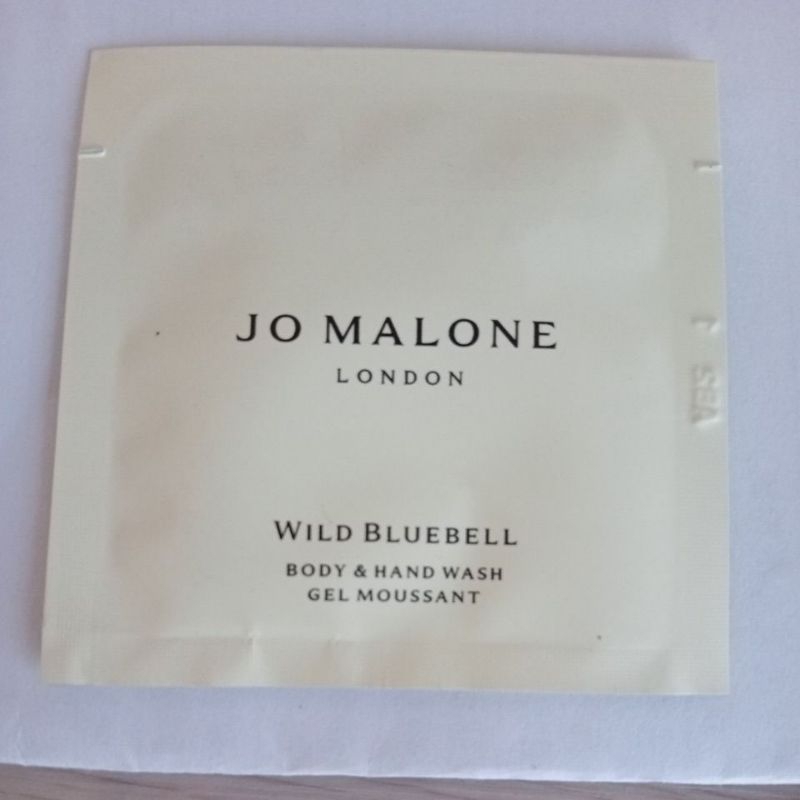 JO MALONE
LONDON
WILD BLUEBELL
BODY & HAND WASH
GEL MOUSSANT